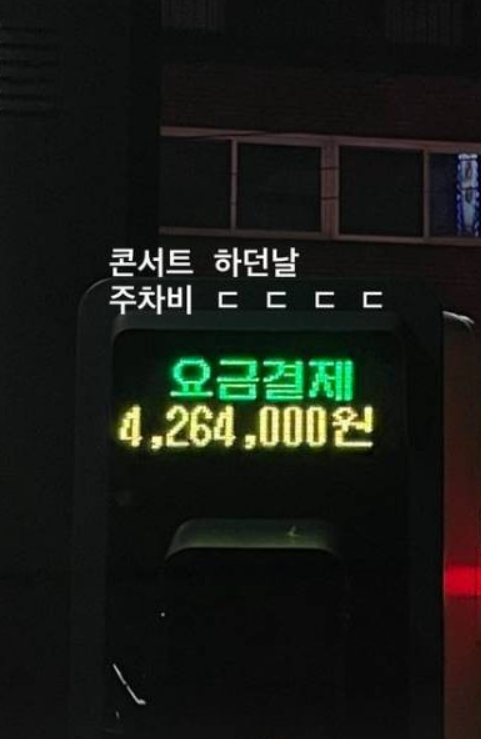 콘서트 하던날
주차비 ㄷ ㄷ ㄷ ㄷ
요금결제
4,264,000원